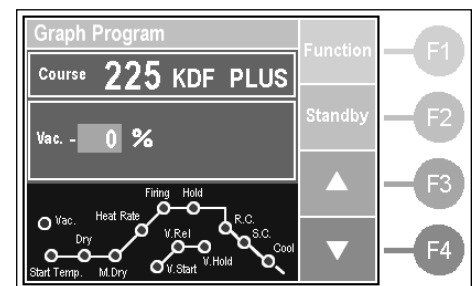 Graph Program
Function
F1
Course 225 KDF PLUS
Standby
F2
Vac. - 0 %
F3
Firing Hold
Vac. Heat Rate R.C.
Dry V.Rel S.C.
V.Hold Cool
Start Temp. M.Dry V.Start
F4